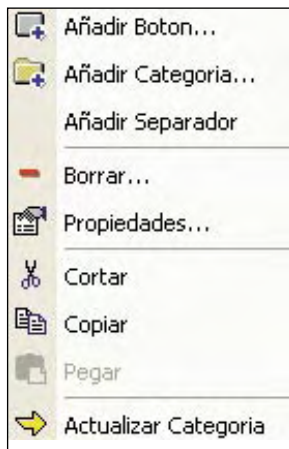 Añadir Boton...
Añadir Categoria...
Añadir Separador
Borrar...
Propiedades...
Cortar
Copiar
Pegar
Actualizar Categoria